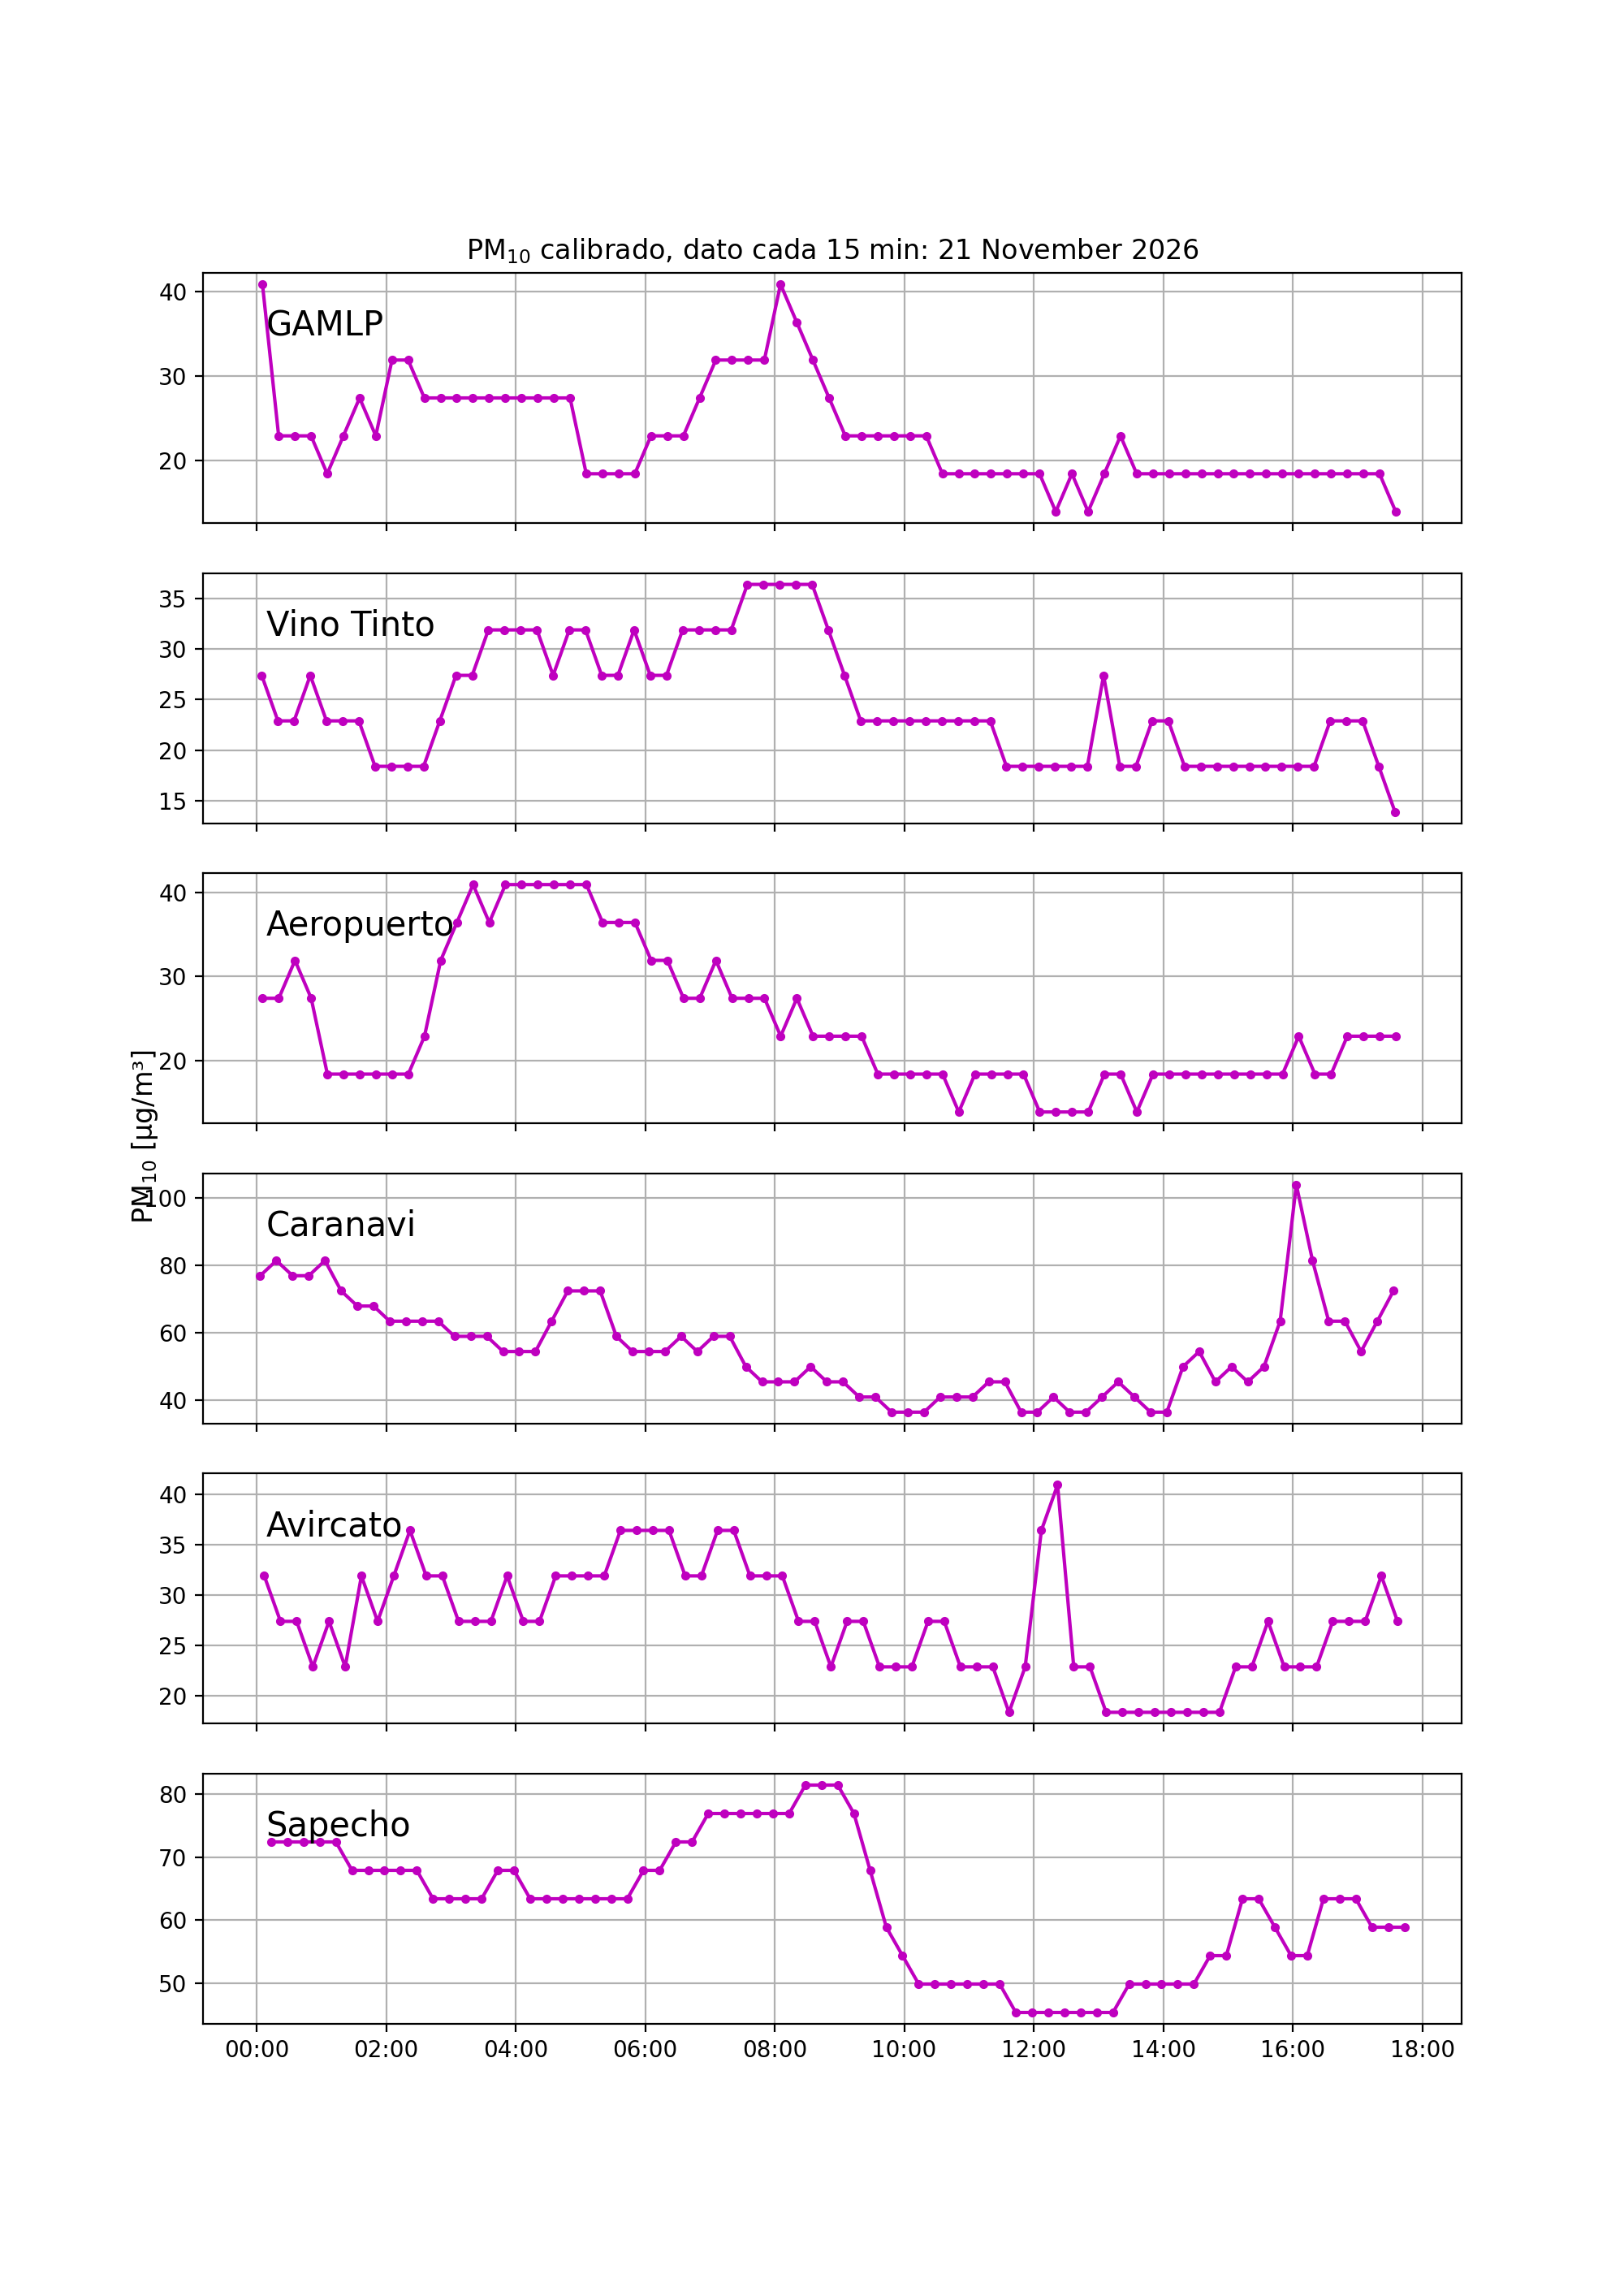 PM₁₀ calibrado, dato cada 15 min: 21 November 2026
40
GAMLP
30
20
35
Vino Tinto
30
25
20
15
40
Aeropuerto
30
20
PM₁₀ [µg/m³]
100
Caranavi
80
60
40
40
Avircato
35
30
25
20
80
Sapecho
70
60
50
00:00 02:00 04:00 06:00 08:00 10:00 12:00 14:00 16:00 18:00